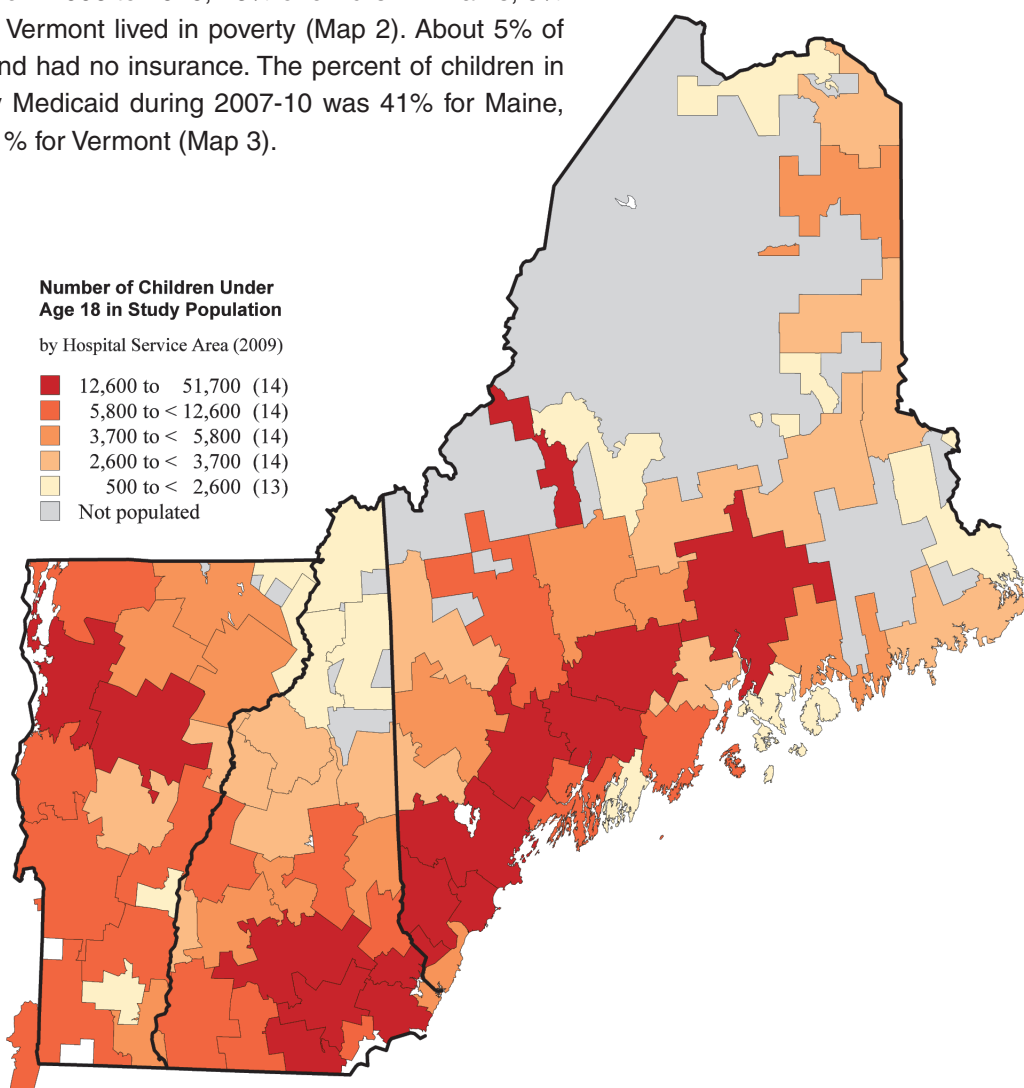 Vermont lived in poverty (Map 2). About 5% of
nd had no insurance. The percent of children in
Medicaid during 2007-10 was 41% for Maine,
% for Vermont (Map 3).
Number of Children Under
Age 18 in Study Population
by Hospital Service Area (2009)
12,600 to 51,700 (14)
5,800 to < 12,600 (14)
3,700 to < 5,800 (14)
2,600 to < 3,700 (14)
500 to < 2,600 (13)
Not populated